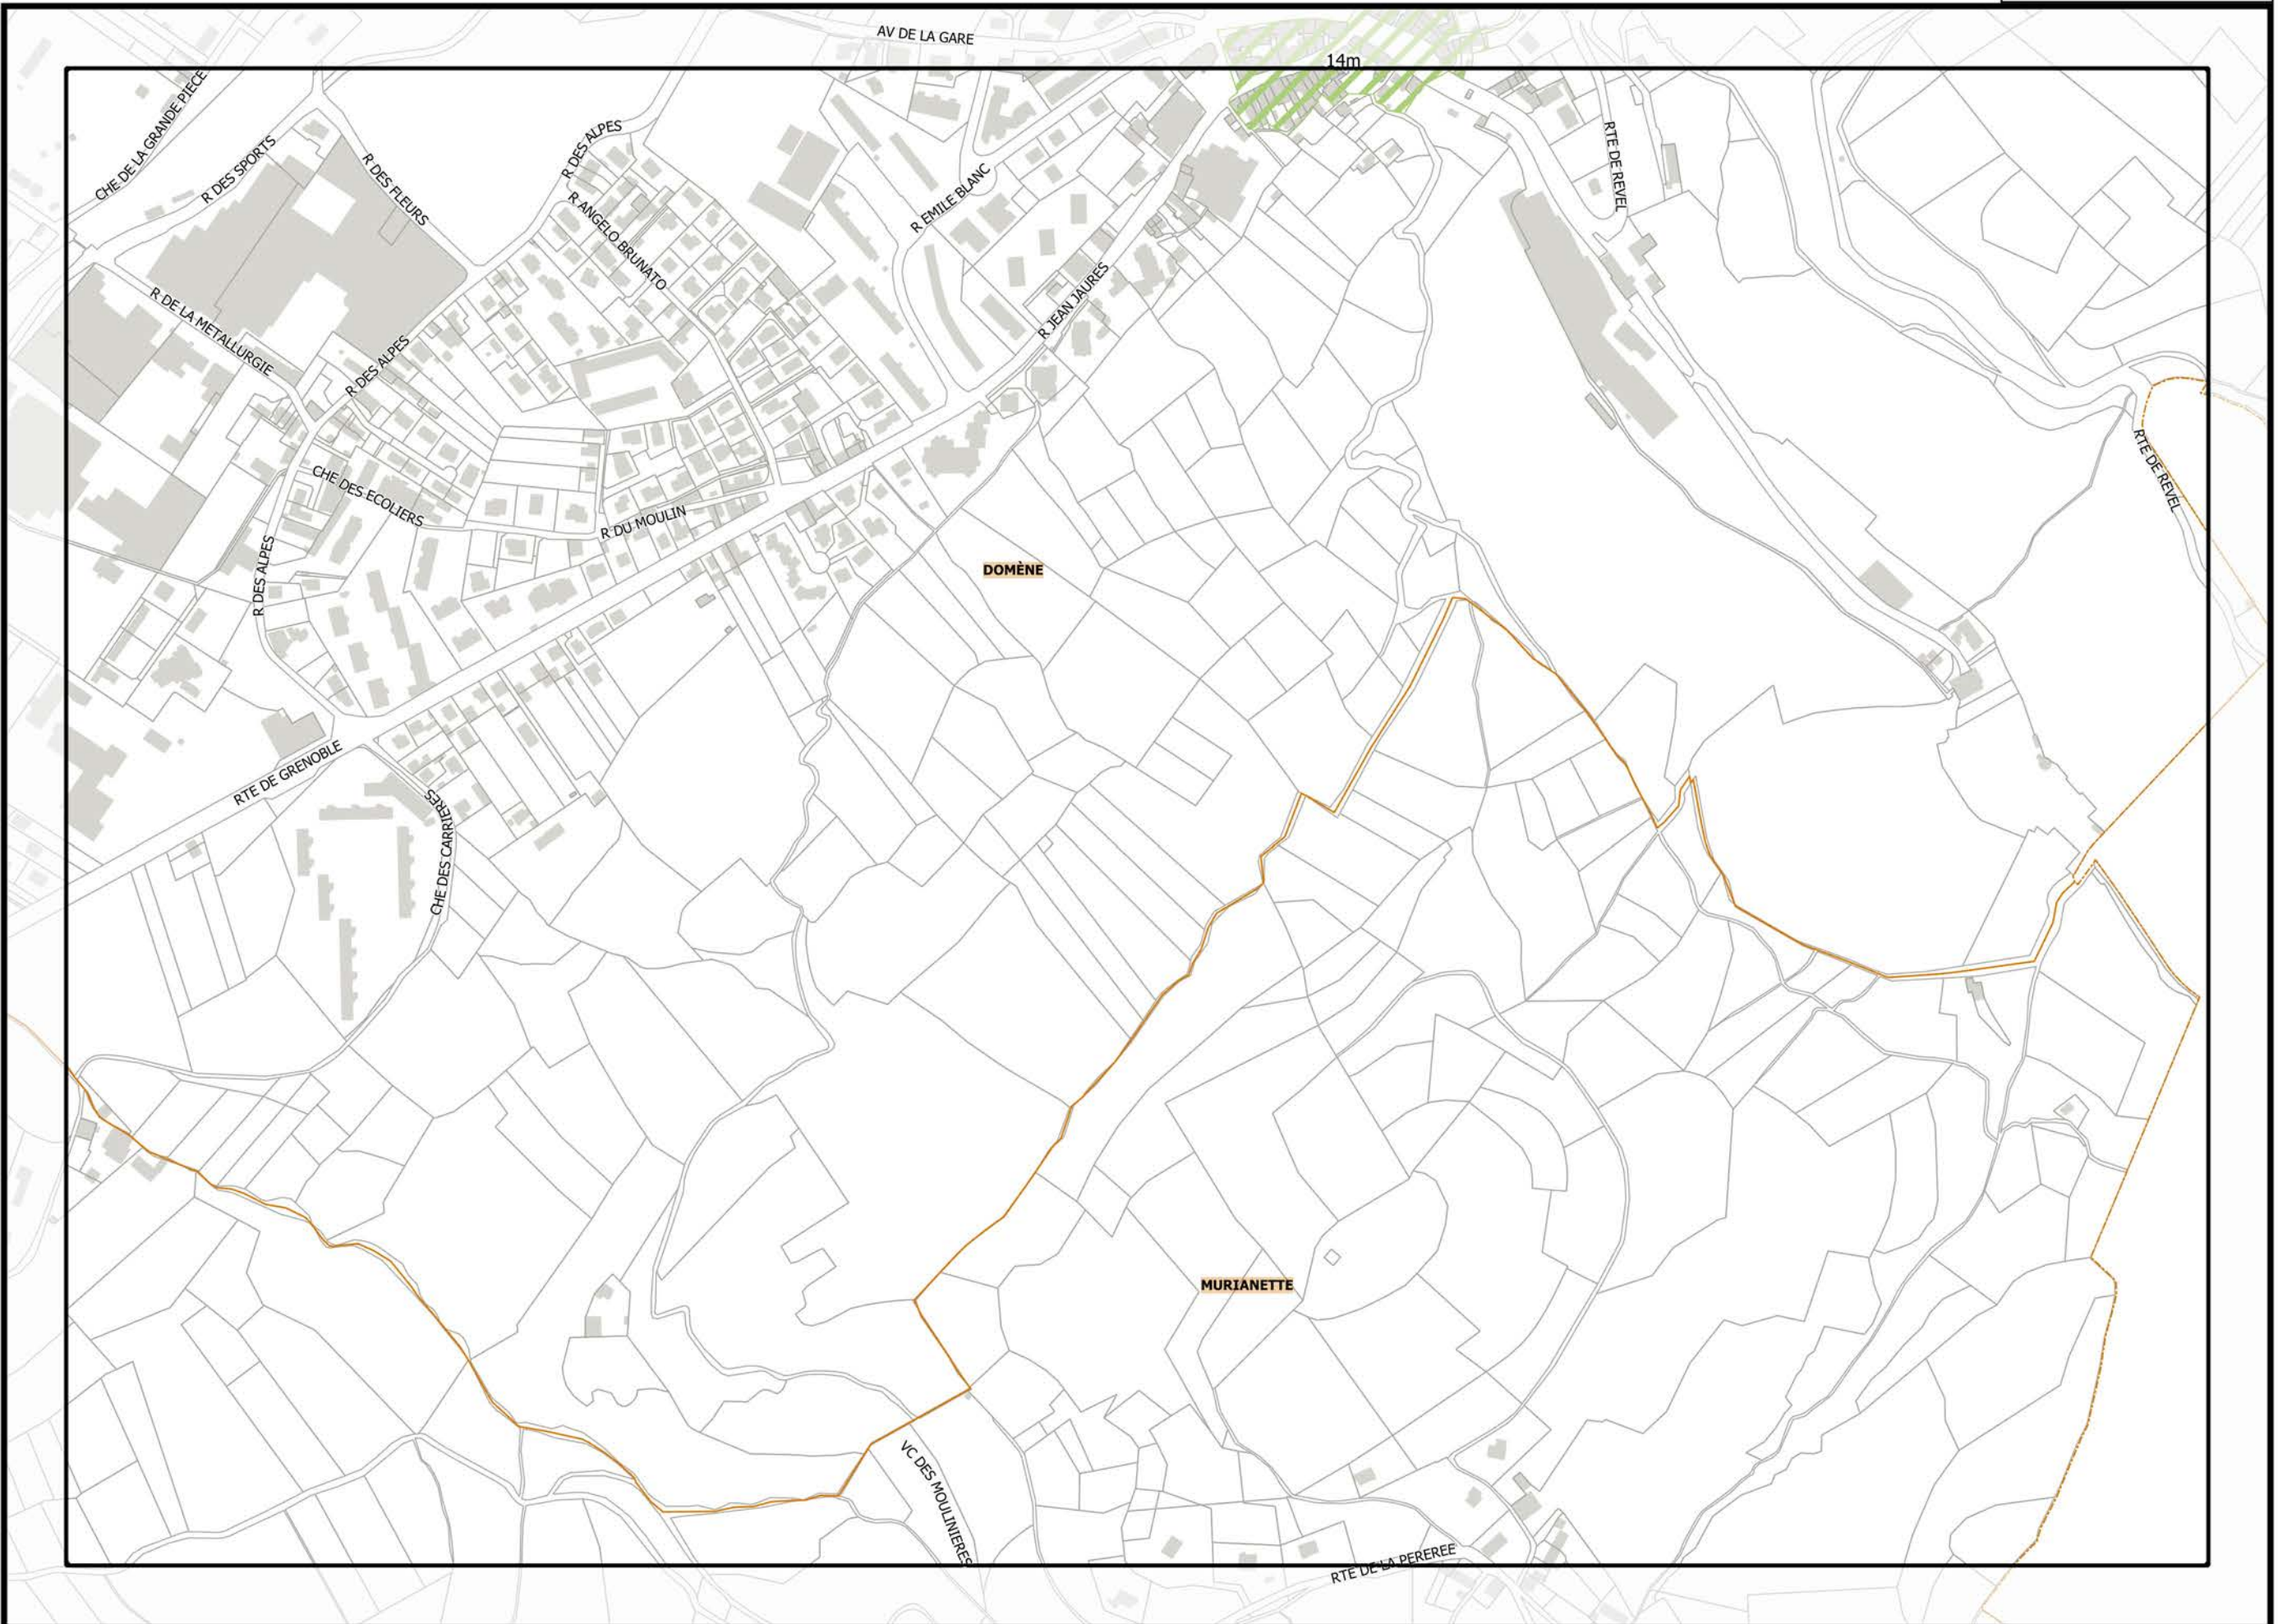 AV DE LA GARE
14m
CHE DE LA GRANDE PIECE
R DES SPORTS
R DES FLEURS
R DES ALPES
R ANGELO BRUNATO
R EMILE BLANC
RTE DE REVEL
R DE LA METALLURGIE
R DES ALPES
R JEAN JAURES
CHE DES ECOLIERS
R DU MOULIN
RTE DE REVEL
R DES ALPES
DOMÈNE
RTE DE GRENOBLE
CHE DES CARRIERES
MURIANETTE
VC DES MOULINIERES
RTE DE LA PEREREE